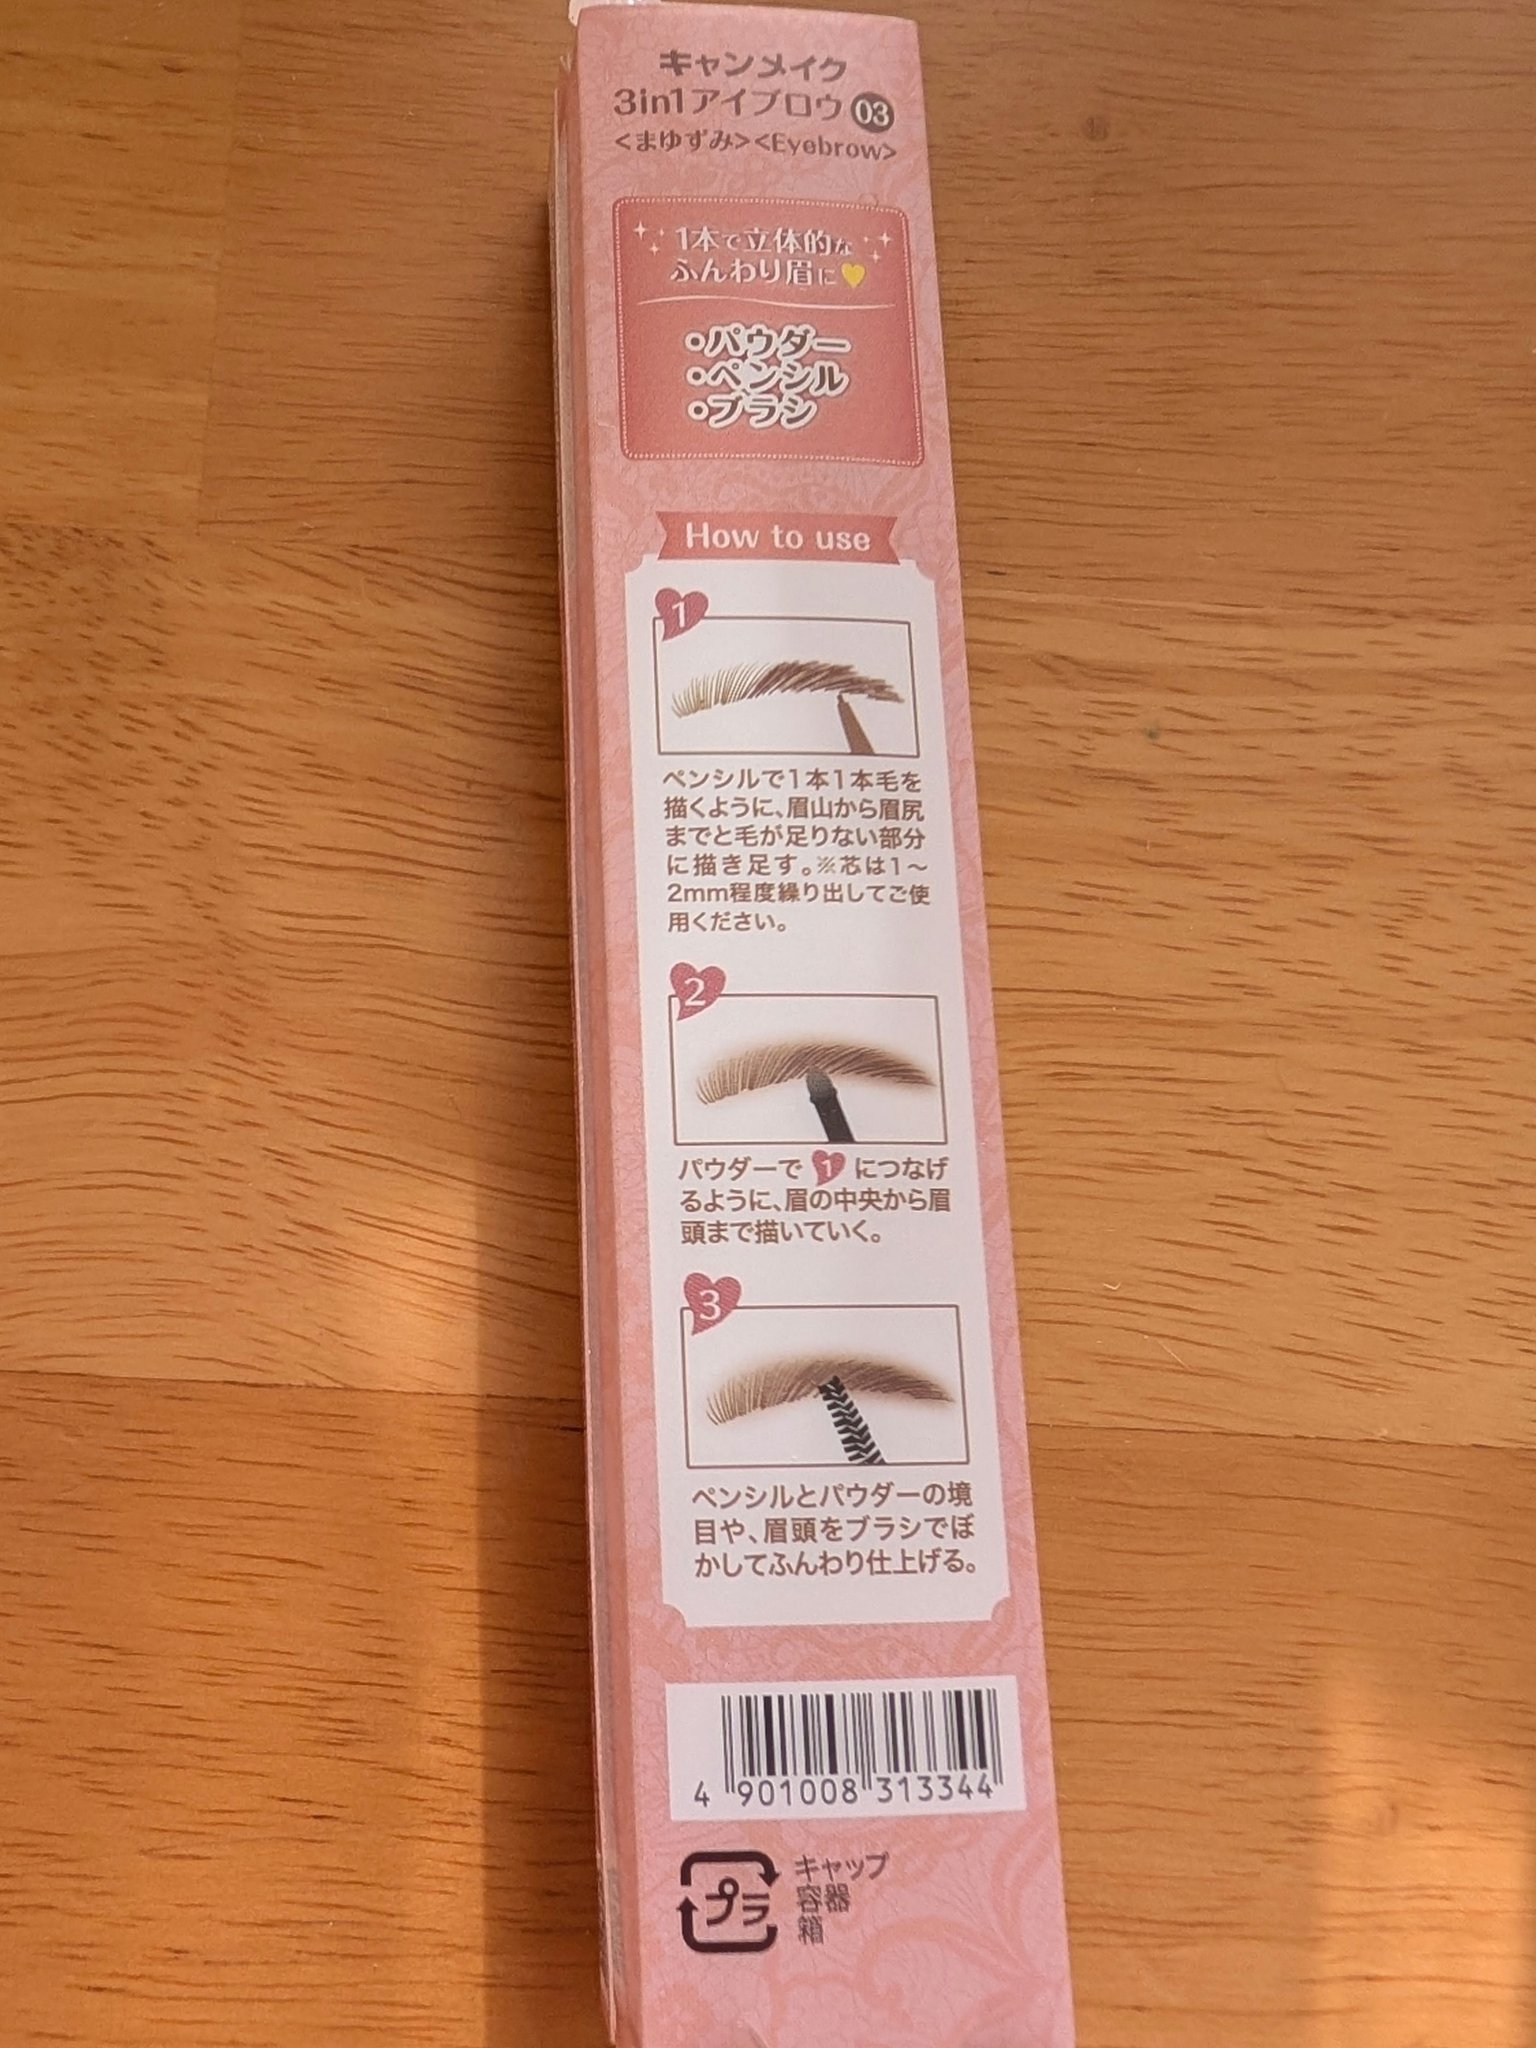 キャンメイク
3in1アイブロウ 03
<まゆずみ><Eyebrow>
1本で立体的な
ふんわり眉に
・パウダー
・ペンシル
・ブラシ
How to use
1
ペンシルで1本1本毛を
描くように、眉山から眉尻
までと毛が足りない部分
に描き足す。※芯は1～
2mm程度繰り出してご使
用ください。
2
パウダーで 1 につなげ
るように、眉の中央から眉
頭まで描いていく。
3
ペンシルとパウダーの境
目や、眉頭をブラシでぼ
かしてふんわり仕上げる。
4 901008 313344
プラ
キャップ
容器
箱